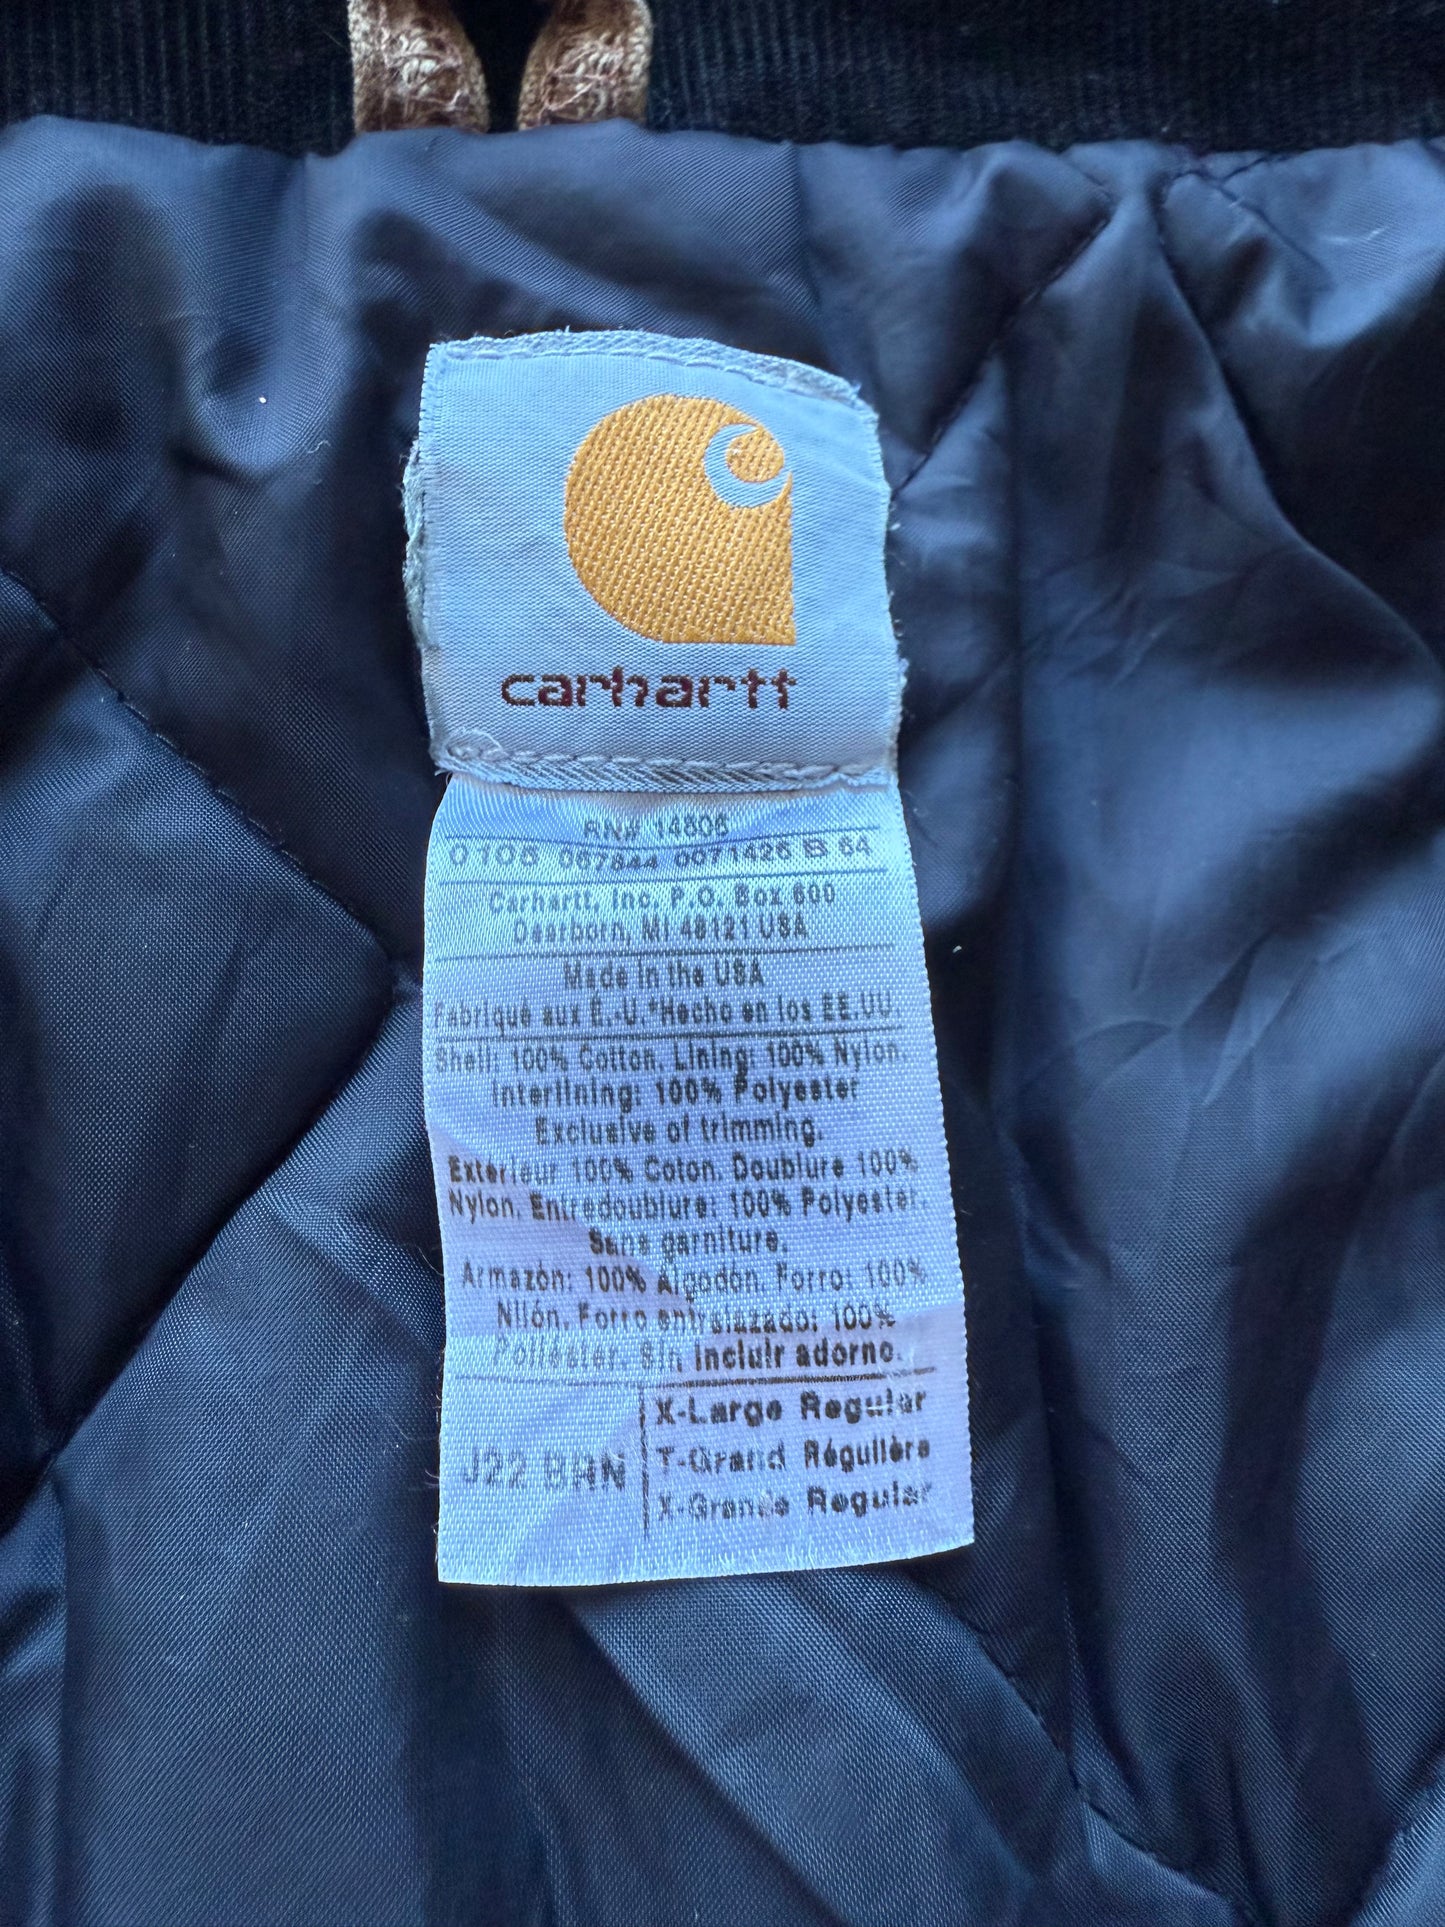 carhartt
RN# 14806
0105 067844 0071426 B 64
Carhartt, Inc. P.O. Box 600
Dearborn, MI 48121 USA
Made in the USA
Fabriqué aux É.-U.*Hecho en los EE.UU.
Shell: 100% Cotton. Lining: 100% Nylon.
Interlining: 100% Polyester
Exclusive of trimming.
Extérieur 100% Coton. Doublure 100%
Nylon. Entredoublure: 100% Polyester.
Sans garniture.
Armazón: 100% Algodón. Forro: 100%
Nilón. Forro entrelazado: 100%
Poliéster. Sin incluir adorno.
X-Large Regular
J22 BRN
T-Grand Régulière
X-Grande Regular